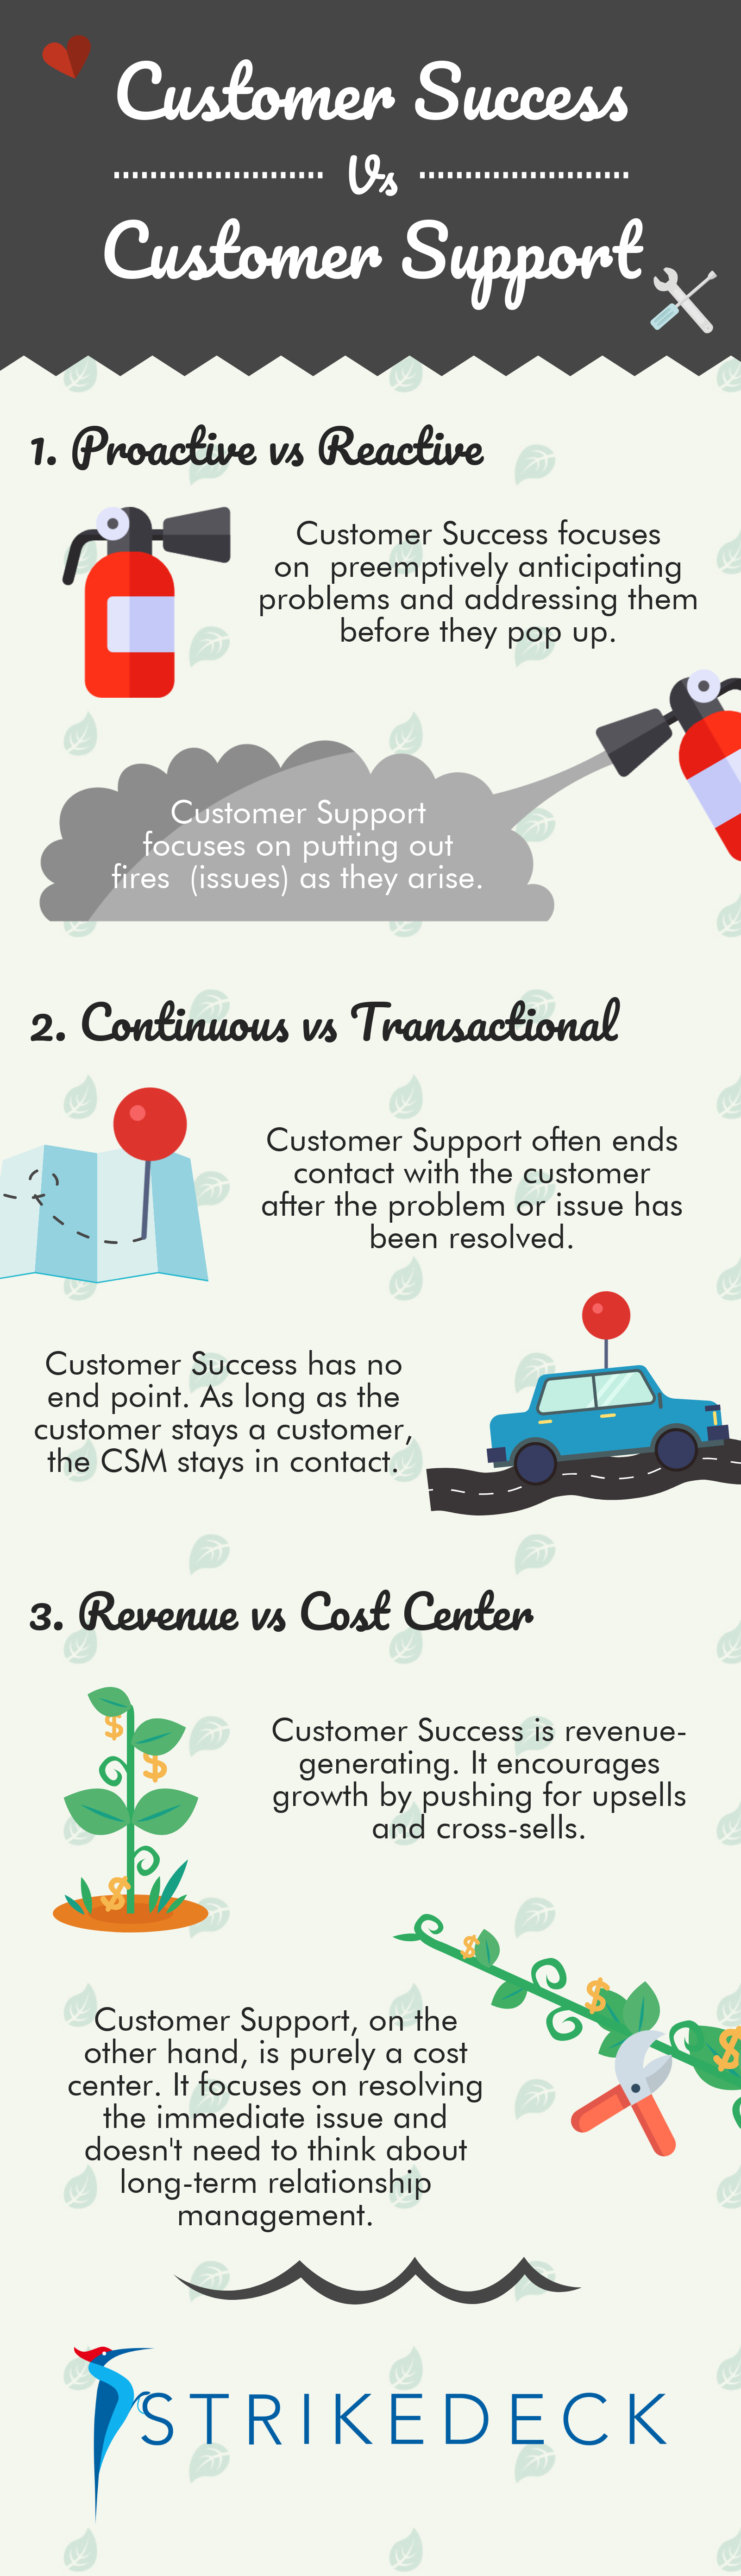 Customer Success
Vs
Customer Support
1. Proactive vs Reactive
Customer Success focuses
on preemptively anticipating
problems and addressing them
before they pop up.
Customer Support
focuses on putting out
fires (issues) as they arise.
2. Continuous vs Transactional
Customer Support often ends
contact with the customer
after the problem or issue has
been resolved.
Customer Success has no
end point. As long as the
customer stays a customer,
the CSM stays in contact.
3. Revenue vs Cost Center
$
$
$
Customer Success is revenue-
generating. It encourages
growth by pushing for upsells
and cross-sells.
$
$
$
Customer Support, on the
other hand, is purely a cost
center. It focuses on resolving
the immediate issue and
doesn't need to think about
long-term relationship
management.
STRIKEDECK